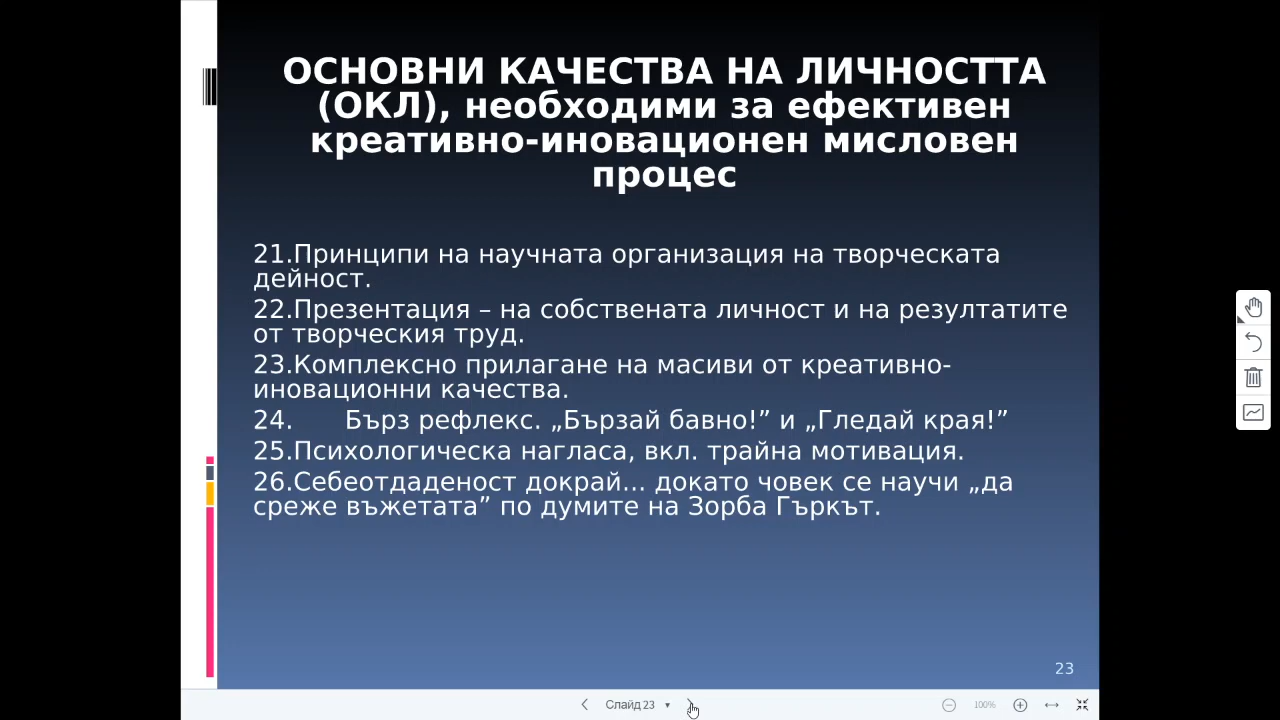 ОСНОВНИ КАЧЕСТВА НА ЛИЧНОСТТА
(ОКЛ), необходими за ефективен
креативно-иновационен мисловен
процес
21.Принципи на научната организация на творческата
дейност.
22.Презентация – на собствената личност и на резултатите
от творческия труд.
23.Комплексно прилагане на масиви от креативно-
иновационни качества.
24. Бърз рефлекс. „Бързай бавно!” и „Гледай края!”
25.Психологическа нагласа, вкл. трайна мотивация.
26.Себеотдаденост докрай... докато човек се научи „да
среже въжетата” по думите на Зорба Гъркът.
23
Слайд 23
100%